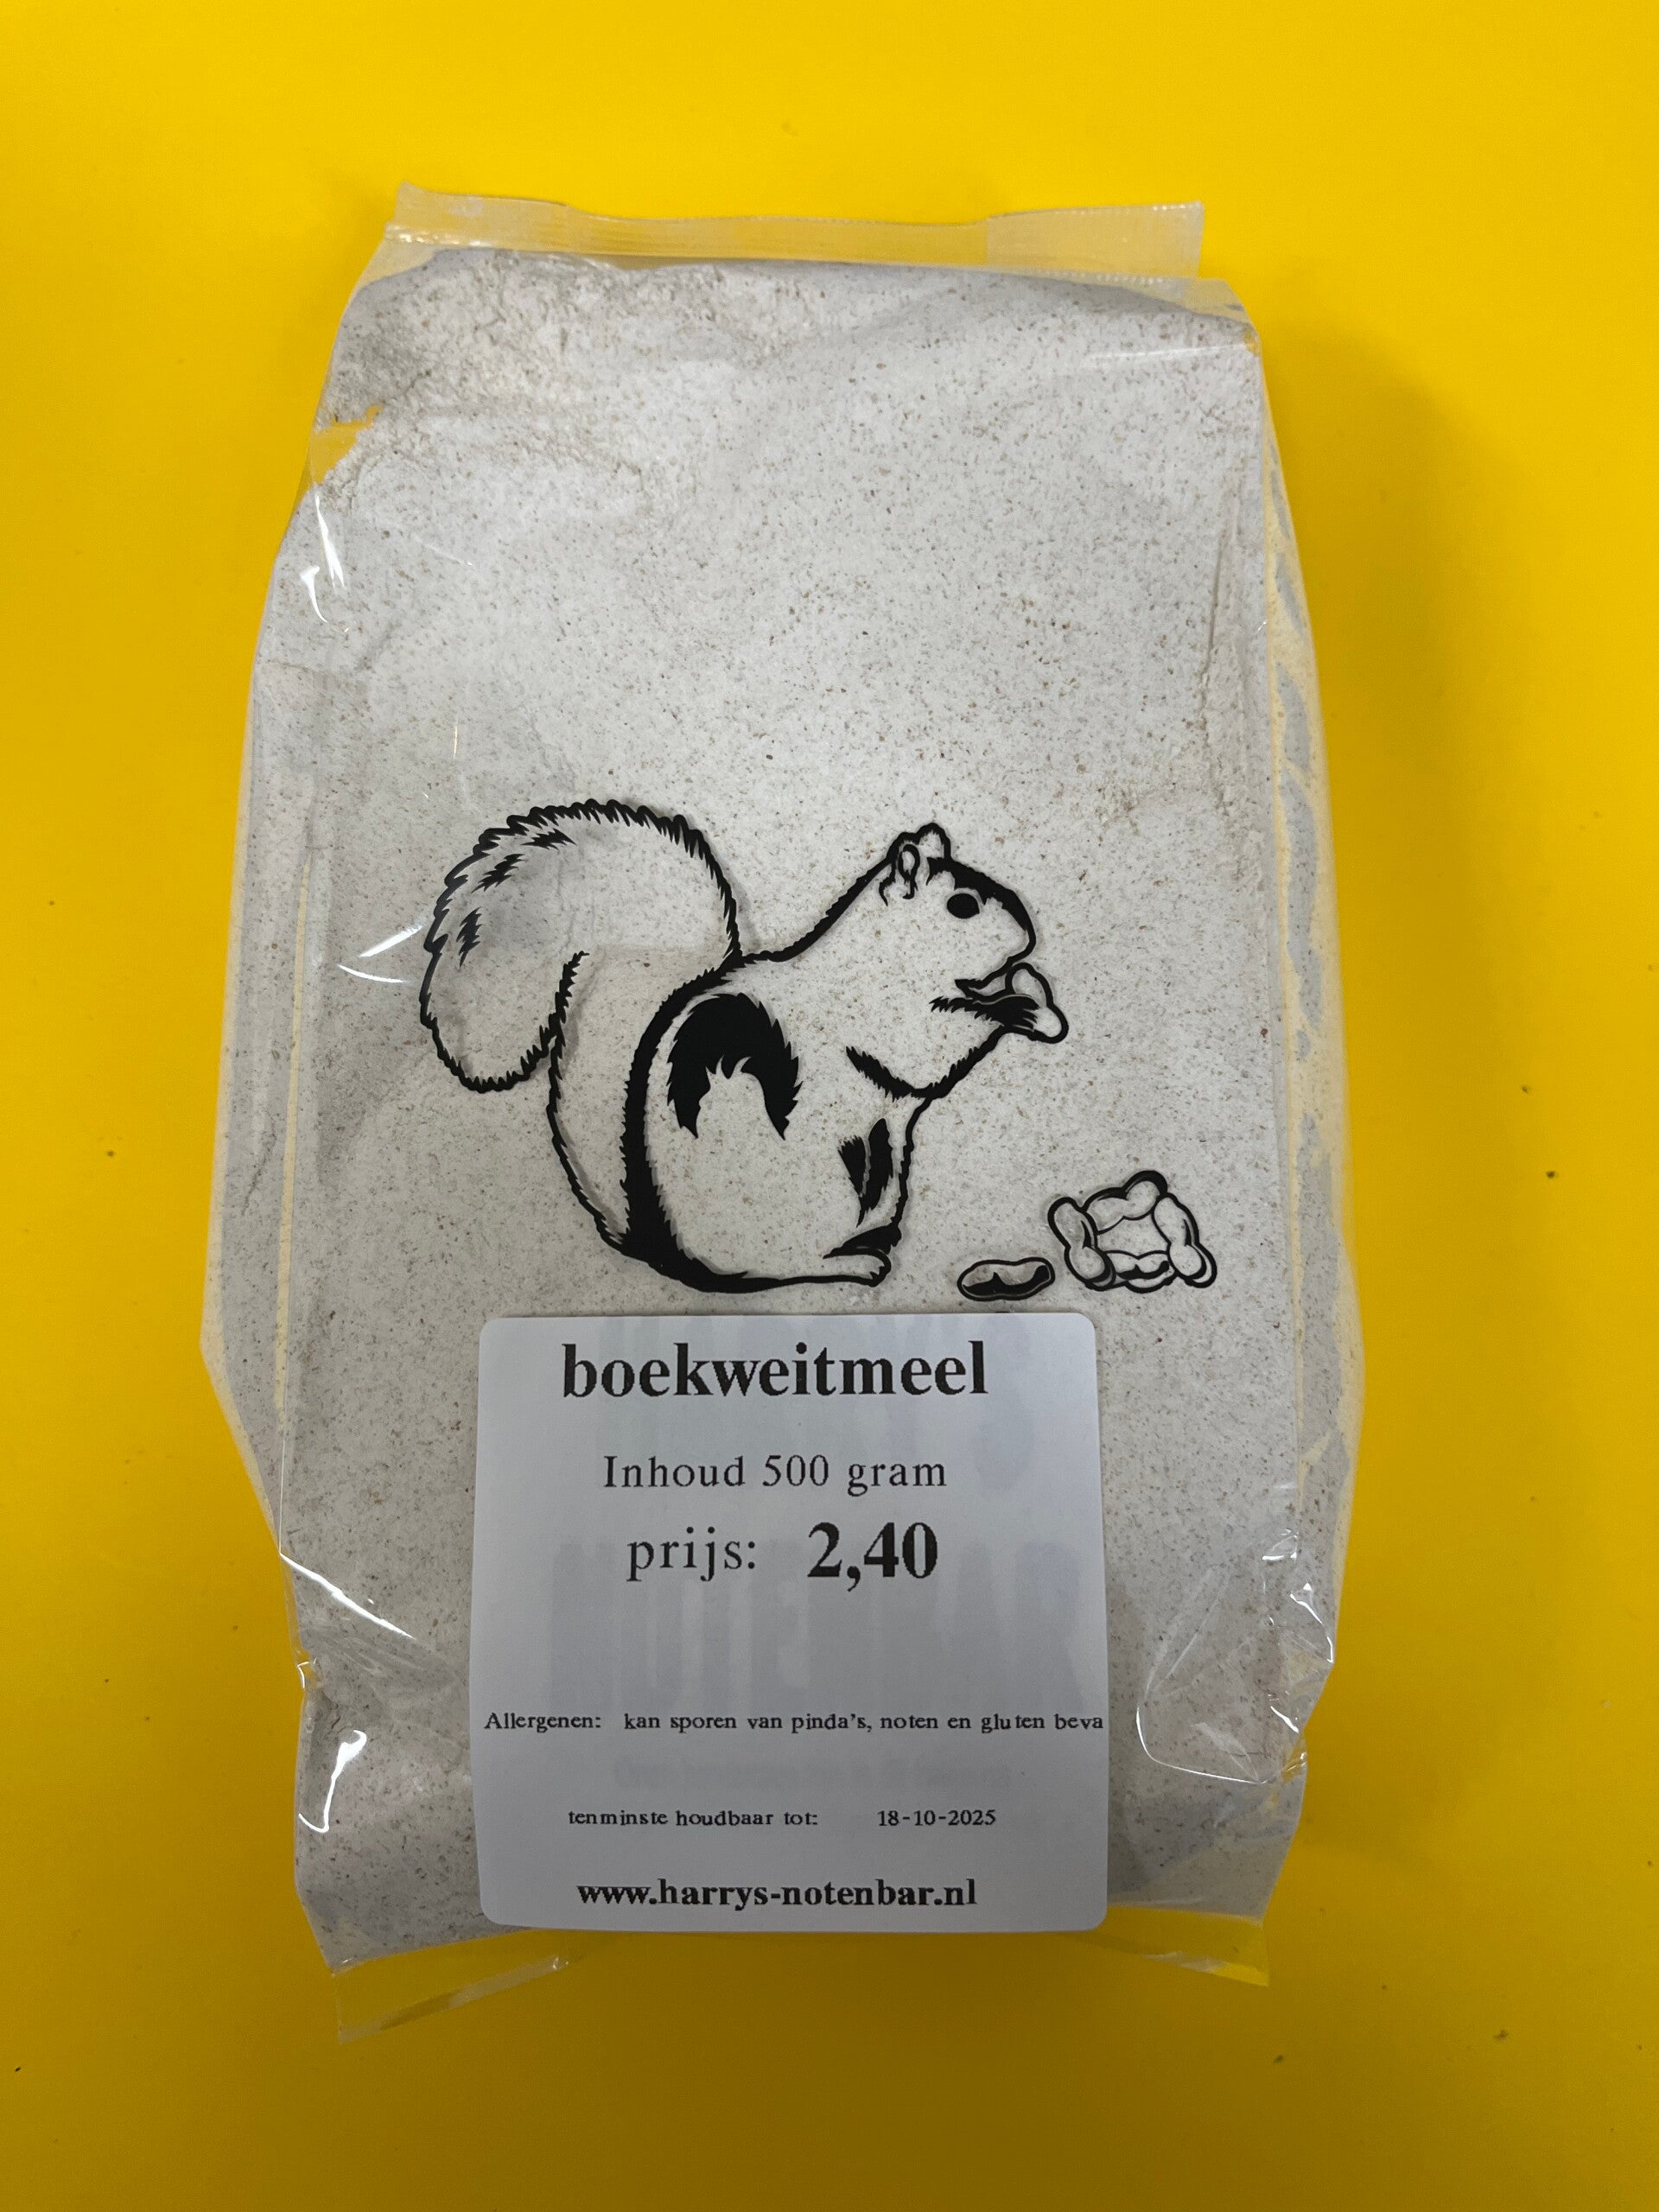 boekweitmeel
Inhoud 500 gram
prijs: 2,40
Allergenen: kan sporen van pinda's, noten en gluten beva
tenminste houdbaar tot: 18-10-2025
www.harrys-notenbar.nl